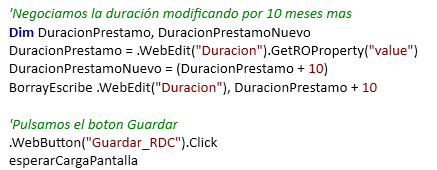 'Negociamos la duración modificando por 10 meses mas
Dim DuracionPrestamo, DuracionPrestamoNuevo
DuracionPrestamo = .WebEdit("Duracion").GetROProperty("value")
DuracionPrestamoNuevo = (DuracionPrestamo + 10)
BorrayEscribe .WebEdit("Duracion"), DuracionPrestamo + 10
'Pulsamos el boton Guardar
.WebButton("Guardar_RDC").Click
esperarCargaPantalla